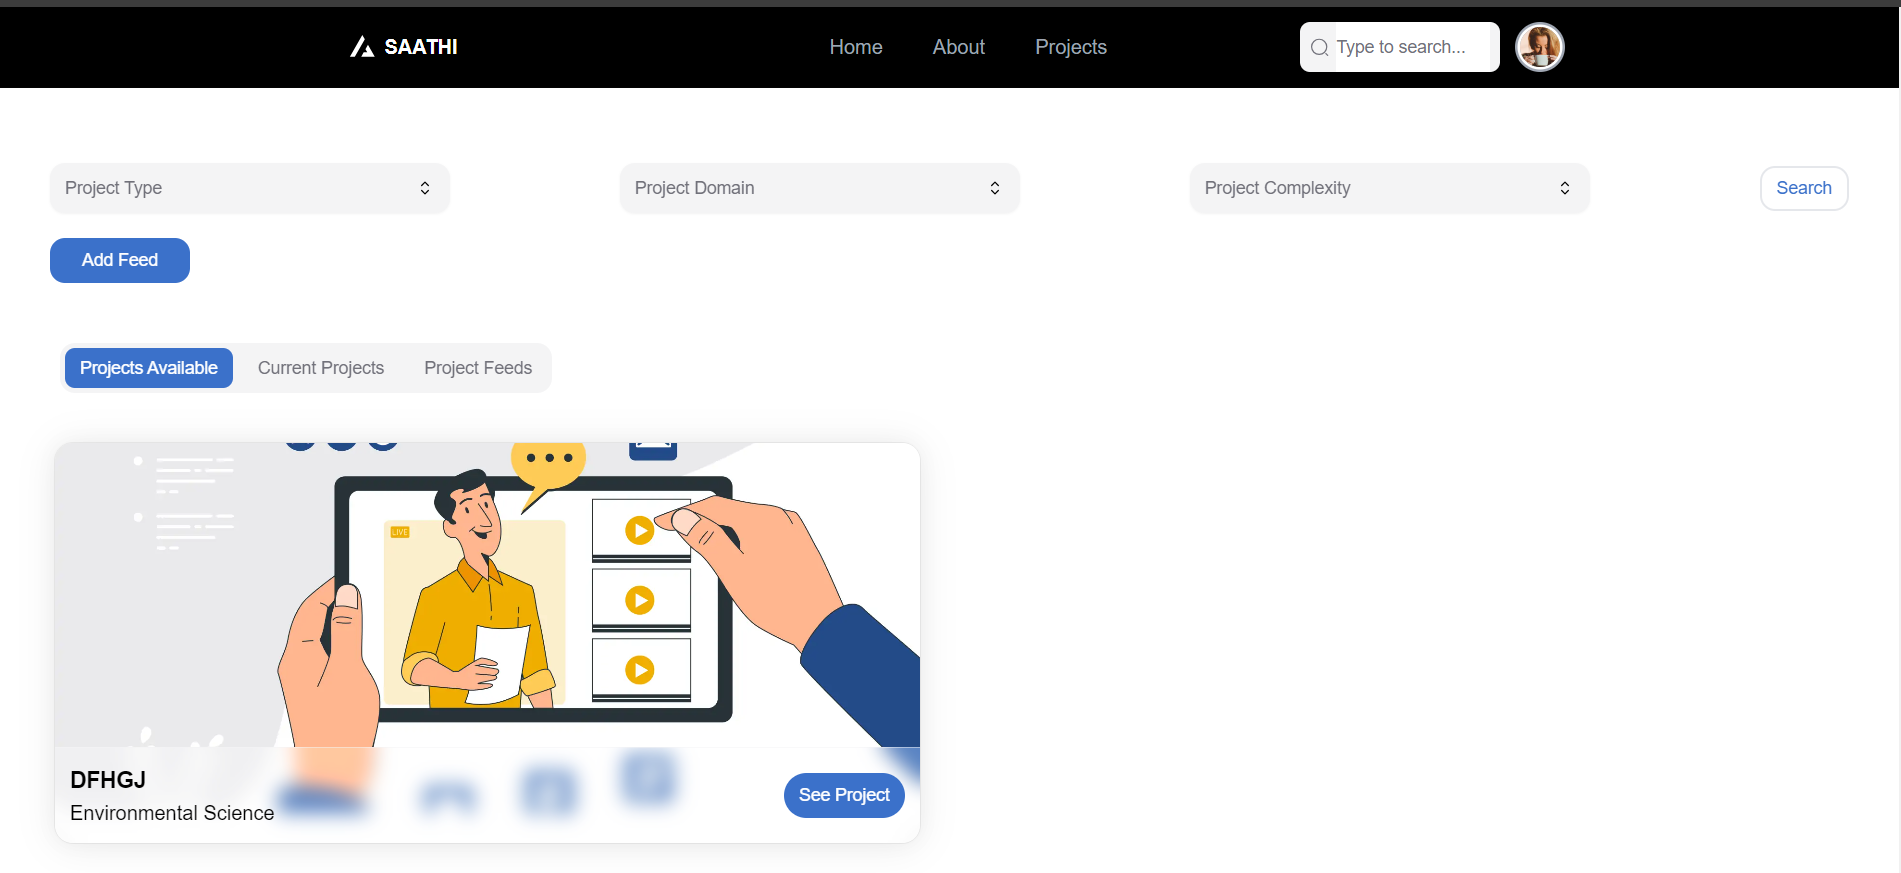 SAATHI
Home About Projects
Type to search...
Project Type
Project Domain
Project Complexity
Search
Add Feed
Projects Available Current Projects Project Feeds
LIVE
DFHGJ
Environmental Science
See Project